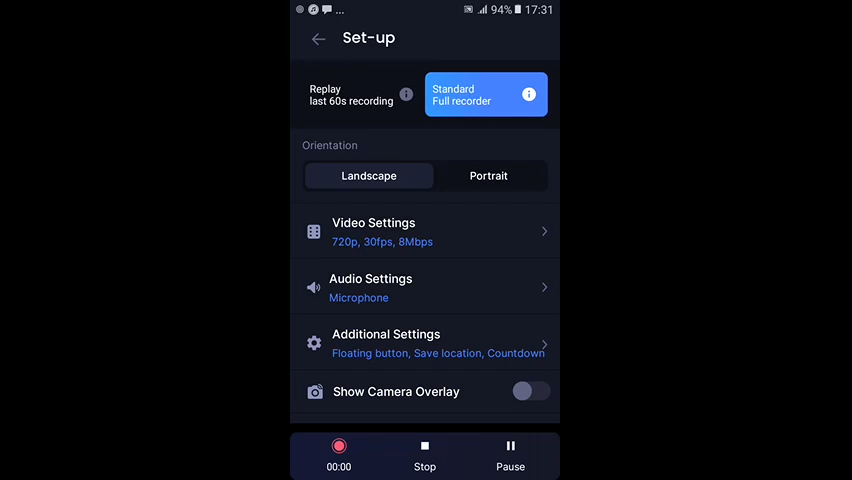 ... 94% 17:31
Set-up
Replay
last 60s recording
Standard
Full recorder
Orientation
Landscape
Portrait
Video Settings
720p, 30fps, 8Mbps
Audio Settings
Microphone
Additional Settings
Floating button, Save location, Countdown
Show Camera Overlay
00:00
Stop
Pause